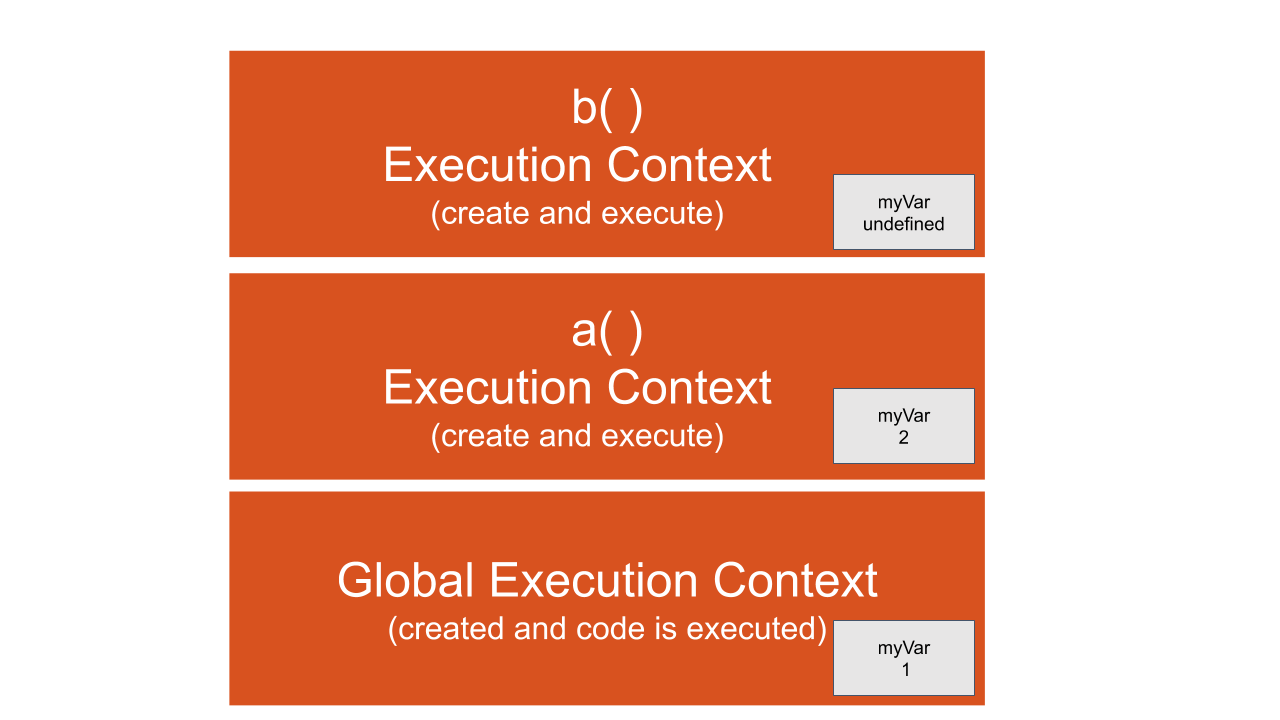 b( )
Execution Context
(create and execute)
myVar
undefined
a( )
Execution Context
(create and execute)
myVar
2
Global Execution Context
(created and code is executed)
myVar
1